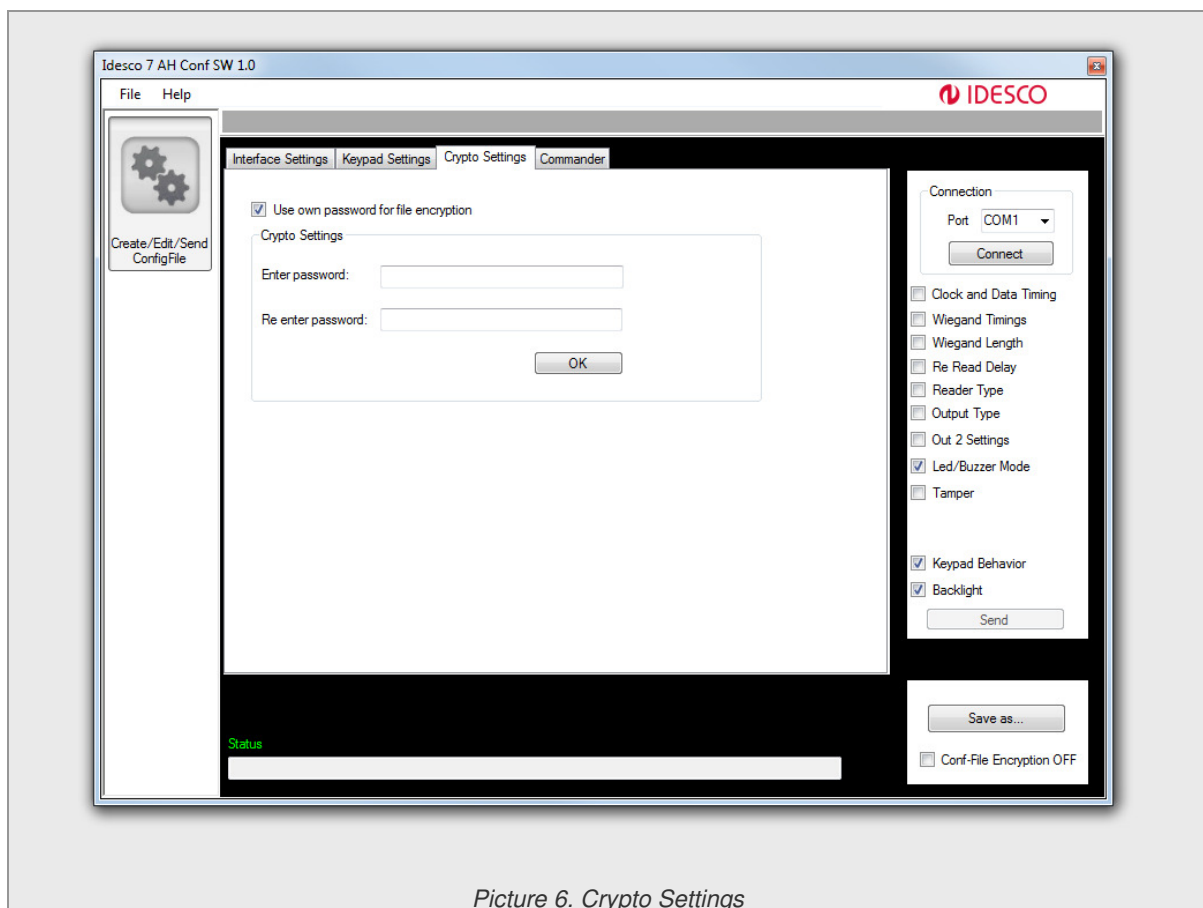 Idesco 7 AH Conf SW 1.0
File Help
IDESCO
Create/Edit/Send
ConfigFile
Interface Settings Keypad Settings Crypto Settings Commander
Use own password for file encryption
Crypto Settings
Enter password:
Re enter password:
OK
Connection
Port COM1
Connect
Clock and Data Timing
Wiegand Timings
Wiegand Length
Re Read Delay
Reader Type
Output Type
Out 2 Settings
Led/Buzzer Mode
Tamper
Keypad Behavior
Backlight
Send
Save as...
Conf-File Encryption OFF
Status
Picture 6. Crypto Settings